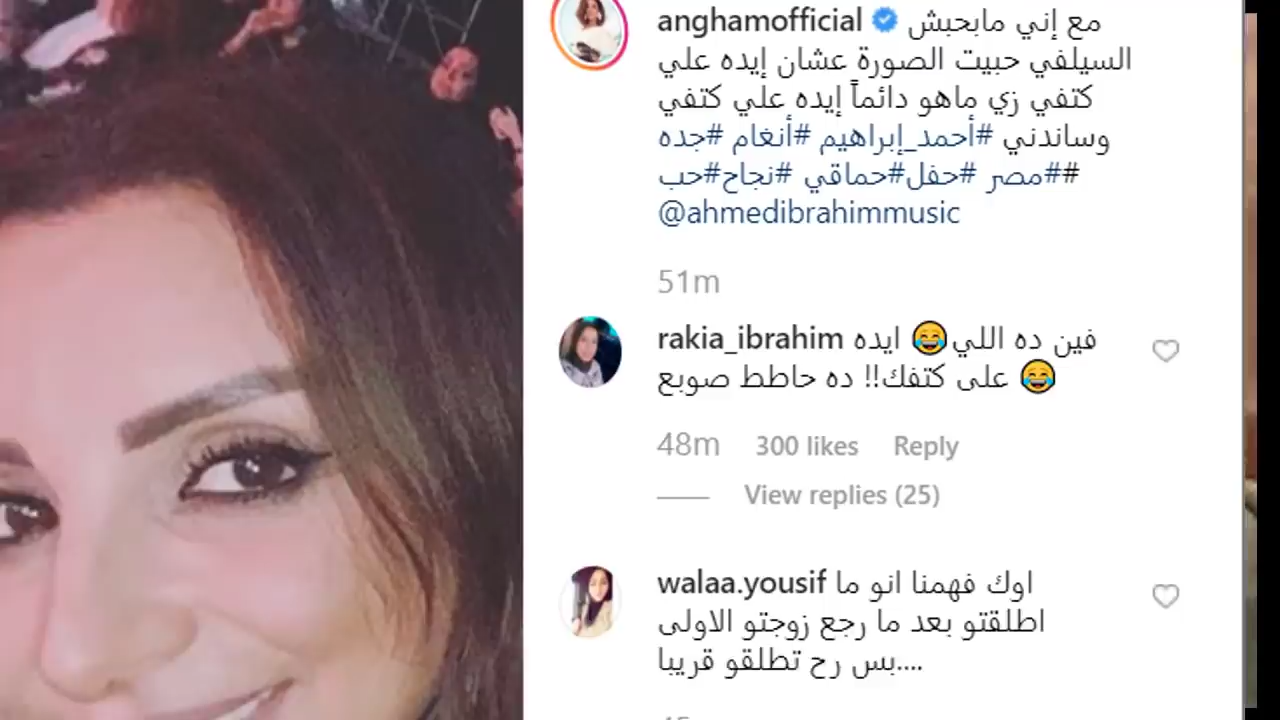 anghamofficial مع إني مابحبش
السيلفي حبيت الصورة عشان إيده علي
كتفي زي ماهو دائماً إيده علي كتفي
وساندني #أحمد_إبراهيم #أنغام #جده
##مصر #حفل#حماقي #نجاح#حب
@ahmedibrahimmusic
51m
rakia_ibrahim فين ده اللي😂 ايده
على كتفك!! ده حاطط صوبع 😂
48m 300 likes Reply
View replies (25)
walaa.yousif اوك فهمنا انو ما
اطلقتو بعد ما رجع زوجتو الاولى
بس رح تطلقو قريبا....